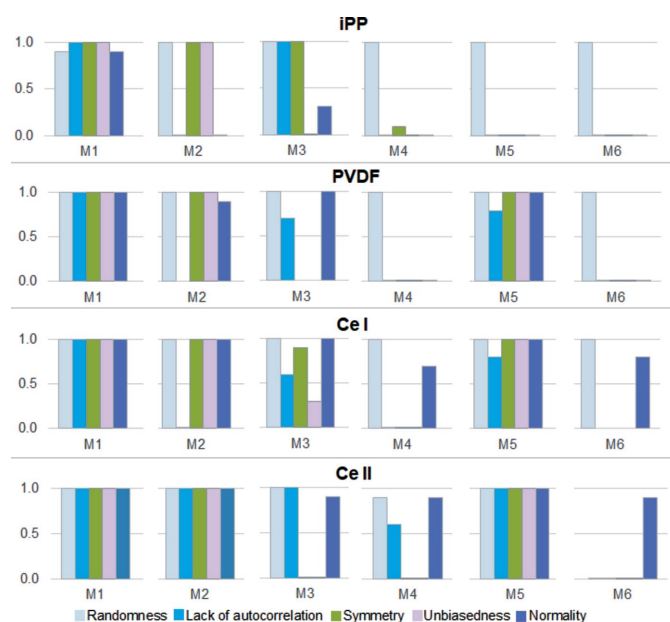 iPP
1.0
0.5
0.0
M1 M2 M3 M4 M5 M6
PVDF
1.0
0.5
0.0
M1 M2 M3 M4 M5 M6
Ce I
1.0
0.5
0.0
M1 M2 M3 M4 M5 M6
Ce II
1.0
0.5
0.0
M1 M2 M3 M4 M5 M6
Randomness Lack of autocorrelation Symmetry Unbiasedness Normality